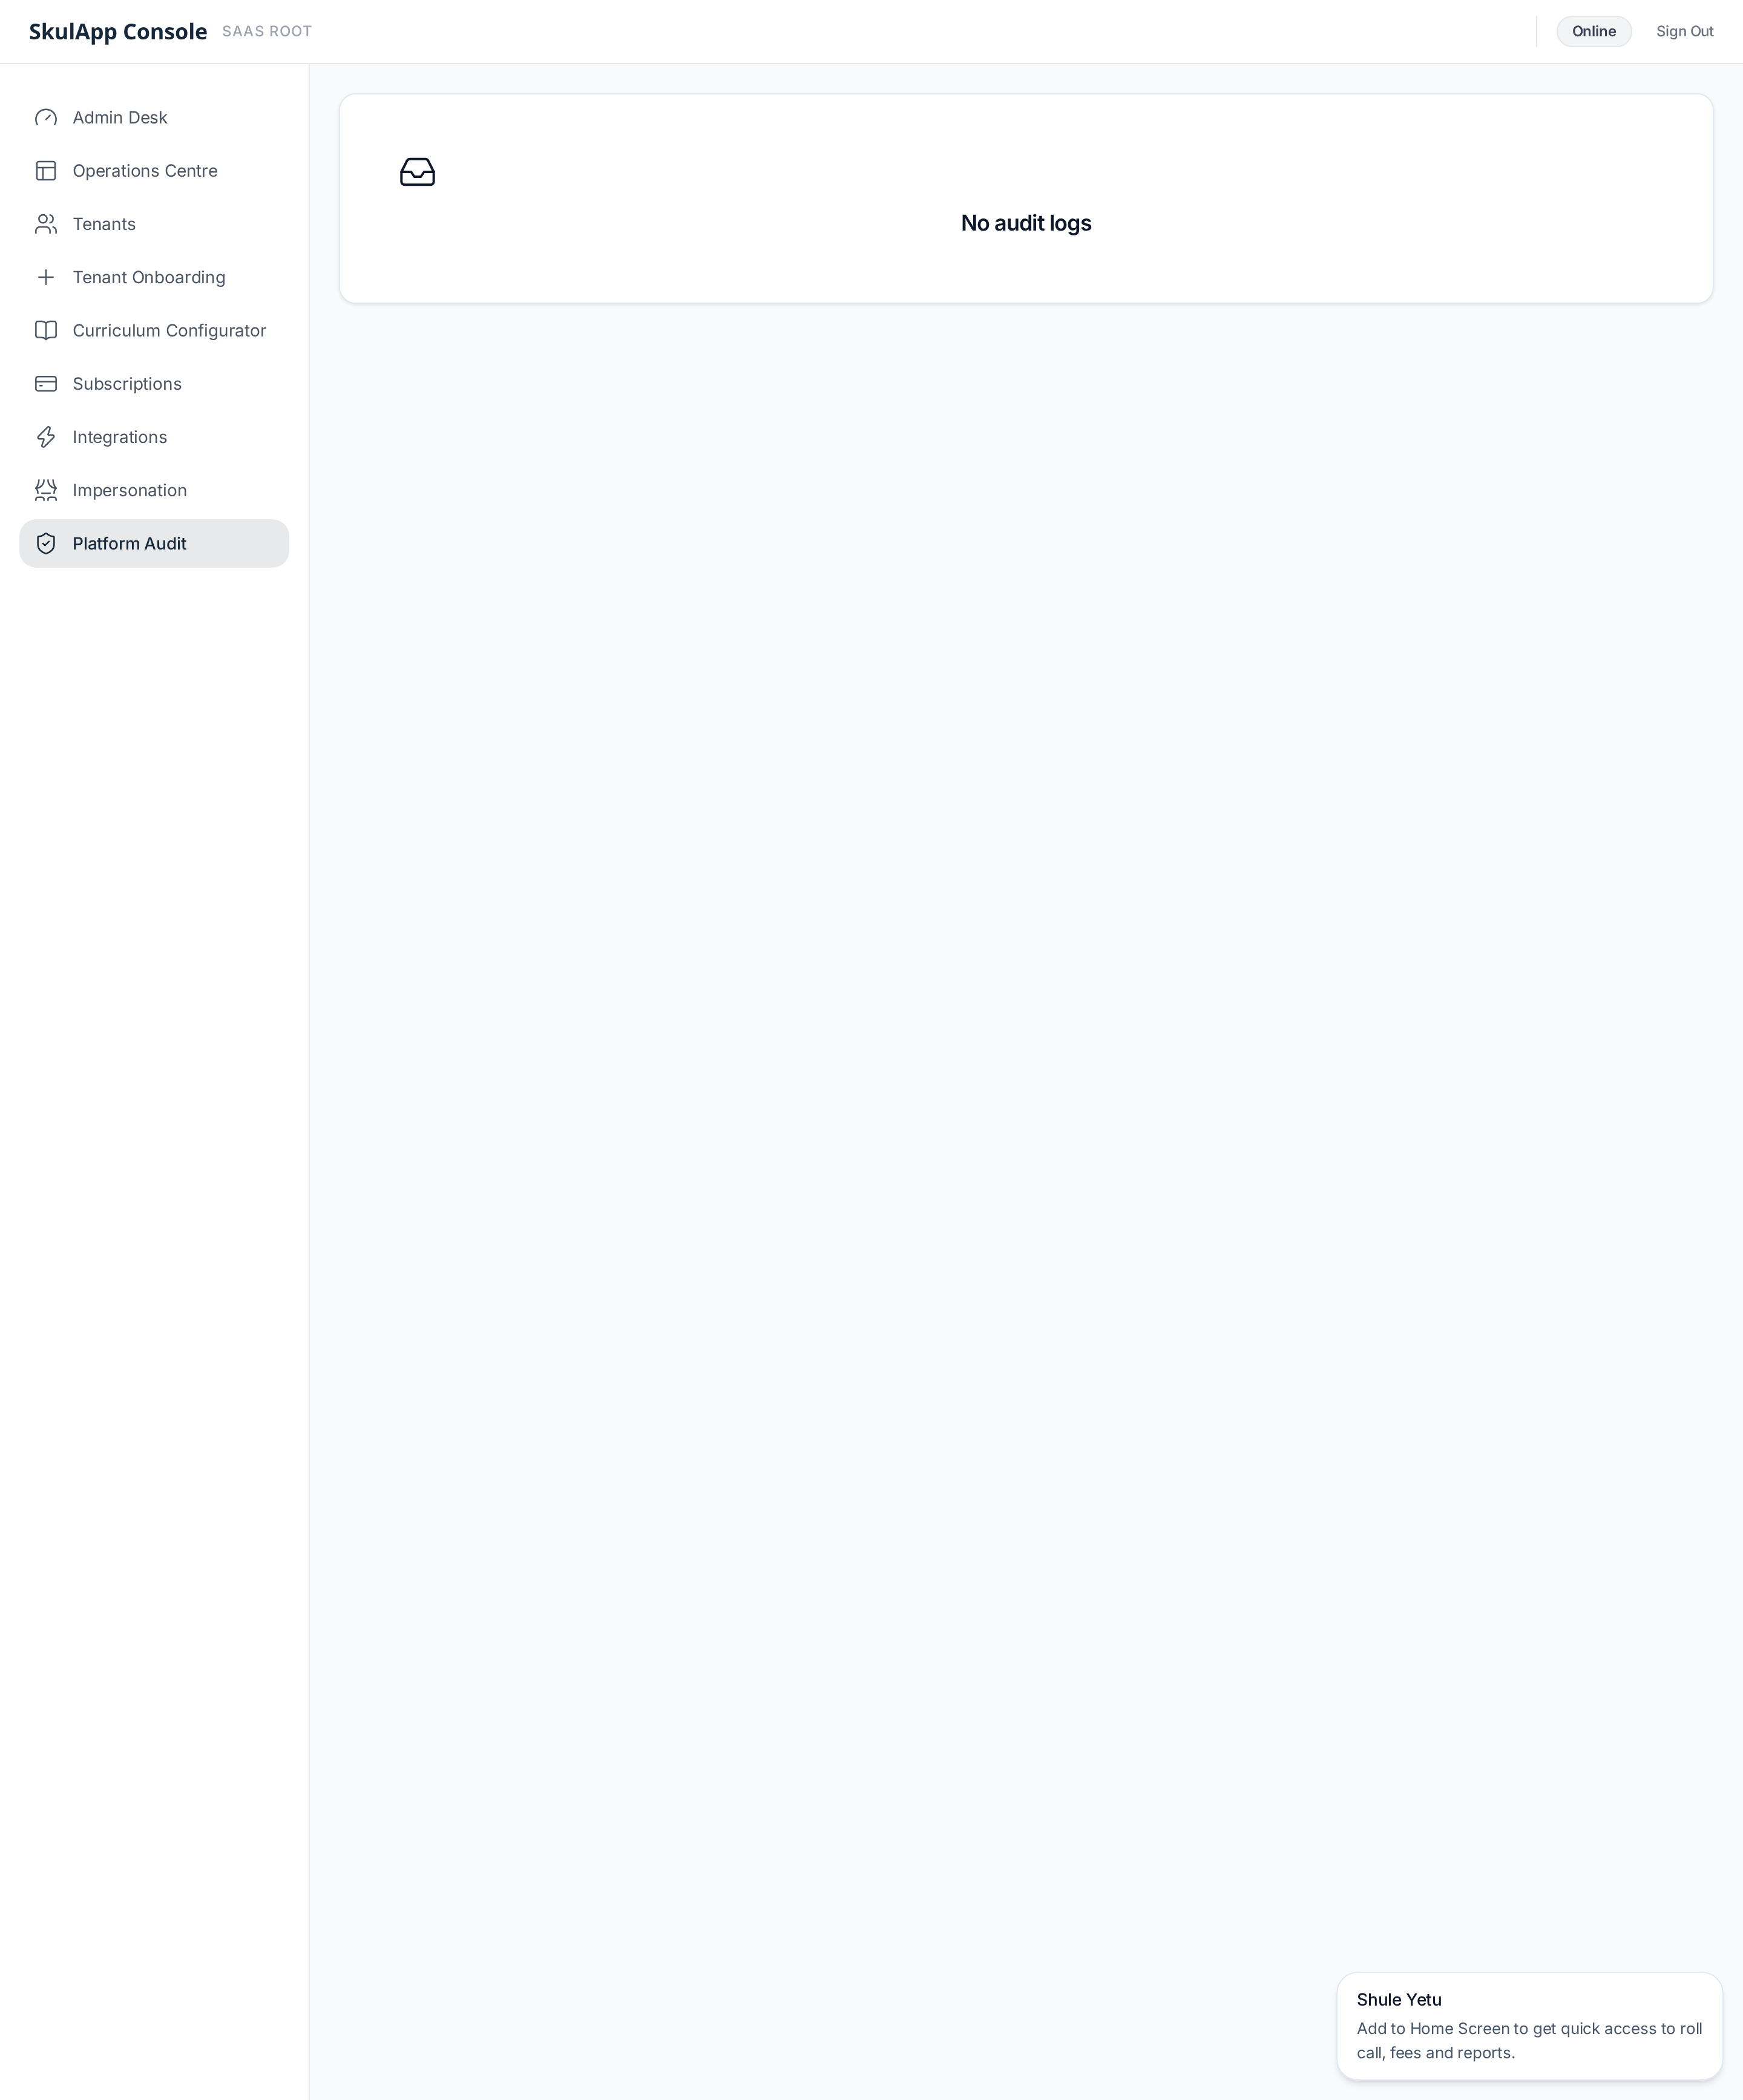 SkulApp Console SAAS ROOT
Online
Sign Out
Admin Desk
Operations Centre
Tenants
Tenant Onboarding
Curriculum Configurator
Subscriptions
Integrations
Impersonation
Platform Audit
No audit logs
Shule Yetu
Add to Home Screen to get quick access to roll
call, fees and reports.